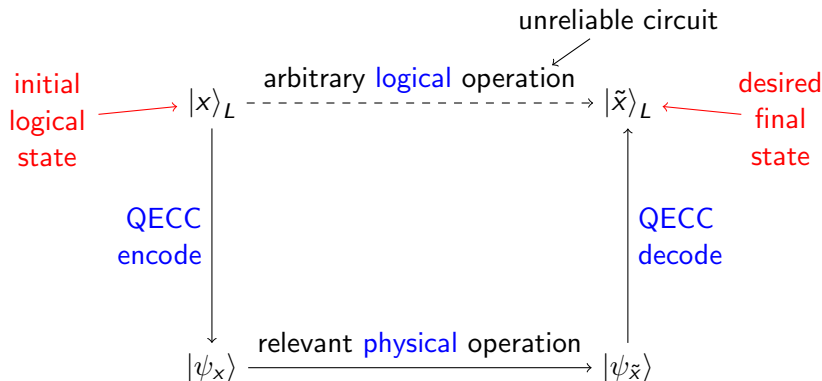 unreliable circuit
initial
logical
state
|x⟩_L
arbitrary logical operation
|x̃⟩_L
desired
final
state
QECC
encode
QECC
decode
|ψ_x⟩
relevant physical operation
|ψ_x̃⟩